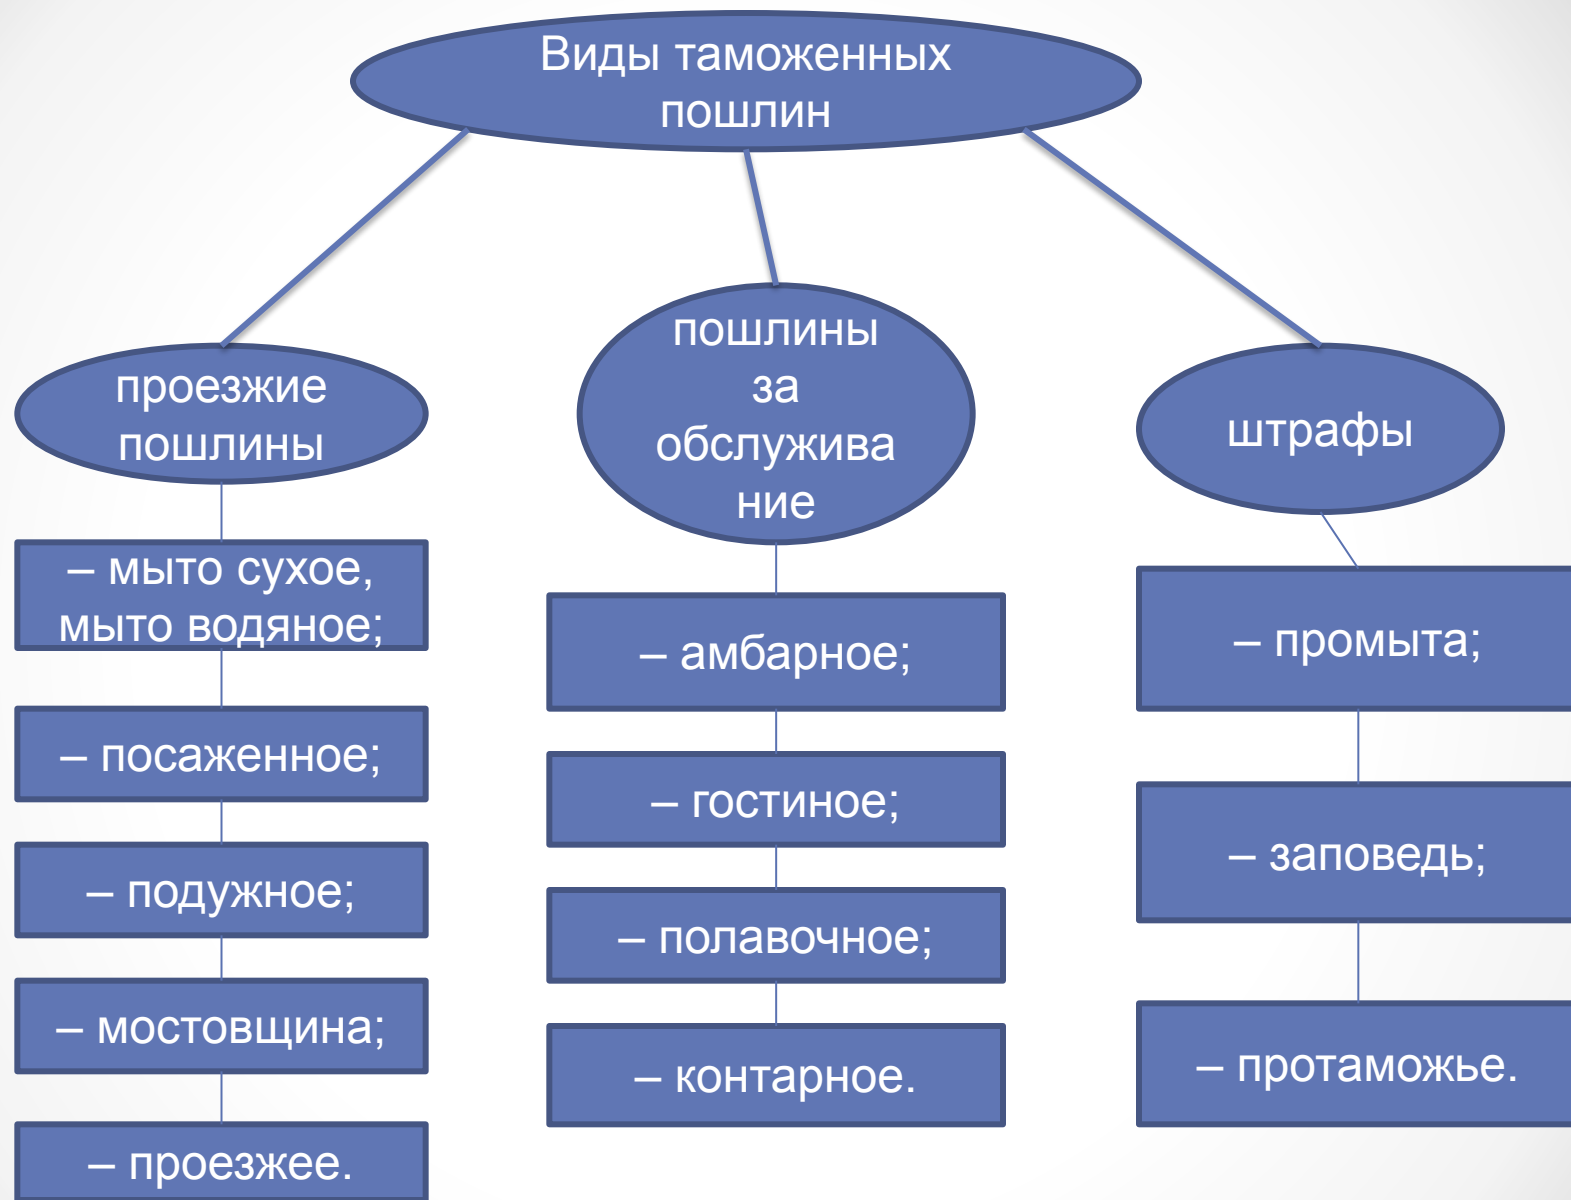 Виды таможенных
пошлин
проезжие
пошлины
– мыто сухое,
мыто водяное;
– посаженное;
– подужное;
– мостовщина;
– проезжее.
пошлины
за
обслужива
ние
– амбарное;
– гостиное;
– полавочное;
– контарное.
штрафы
– промыта;
– заповедь;
– протаможье.